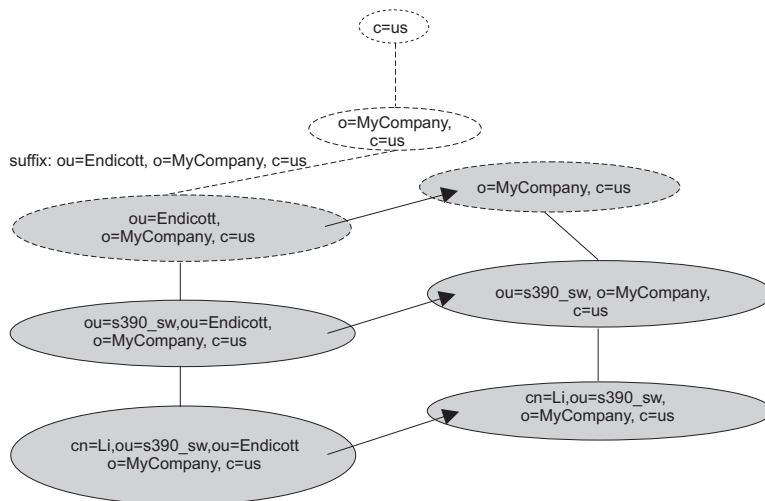 c=us
o=MyCompany,
c=us
suffix: ou=Endicott, o=MyCompany, c=us
o=MyCompany, c=us
ou=Endicott,
o=MyCompany, c=us
ou=s390_sw, o=MyCompany,
c=us
ou=s390_sw,ou=Endicott,
o=MyCompany, c=us
cn=Li,ou=s390_sw,
o=MyCompany, c=us
cn=Li,ou=s390_sw,ou=Endicott
o=MyCompany, c=us